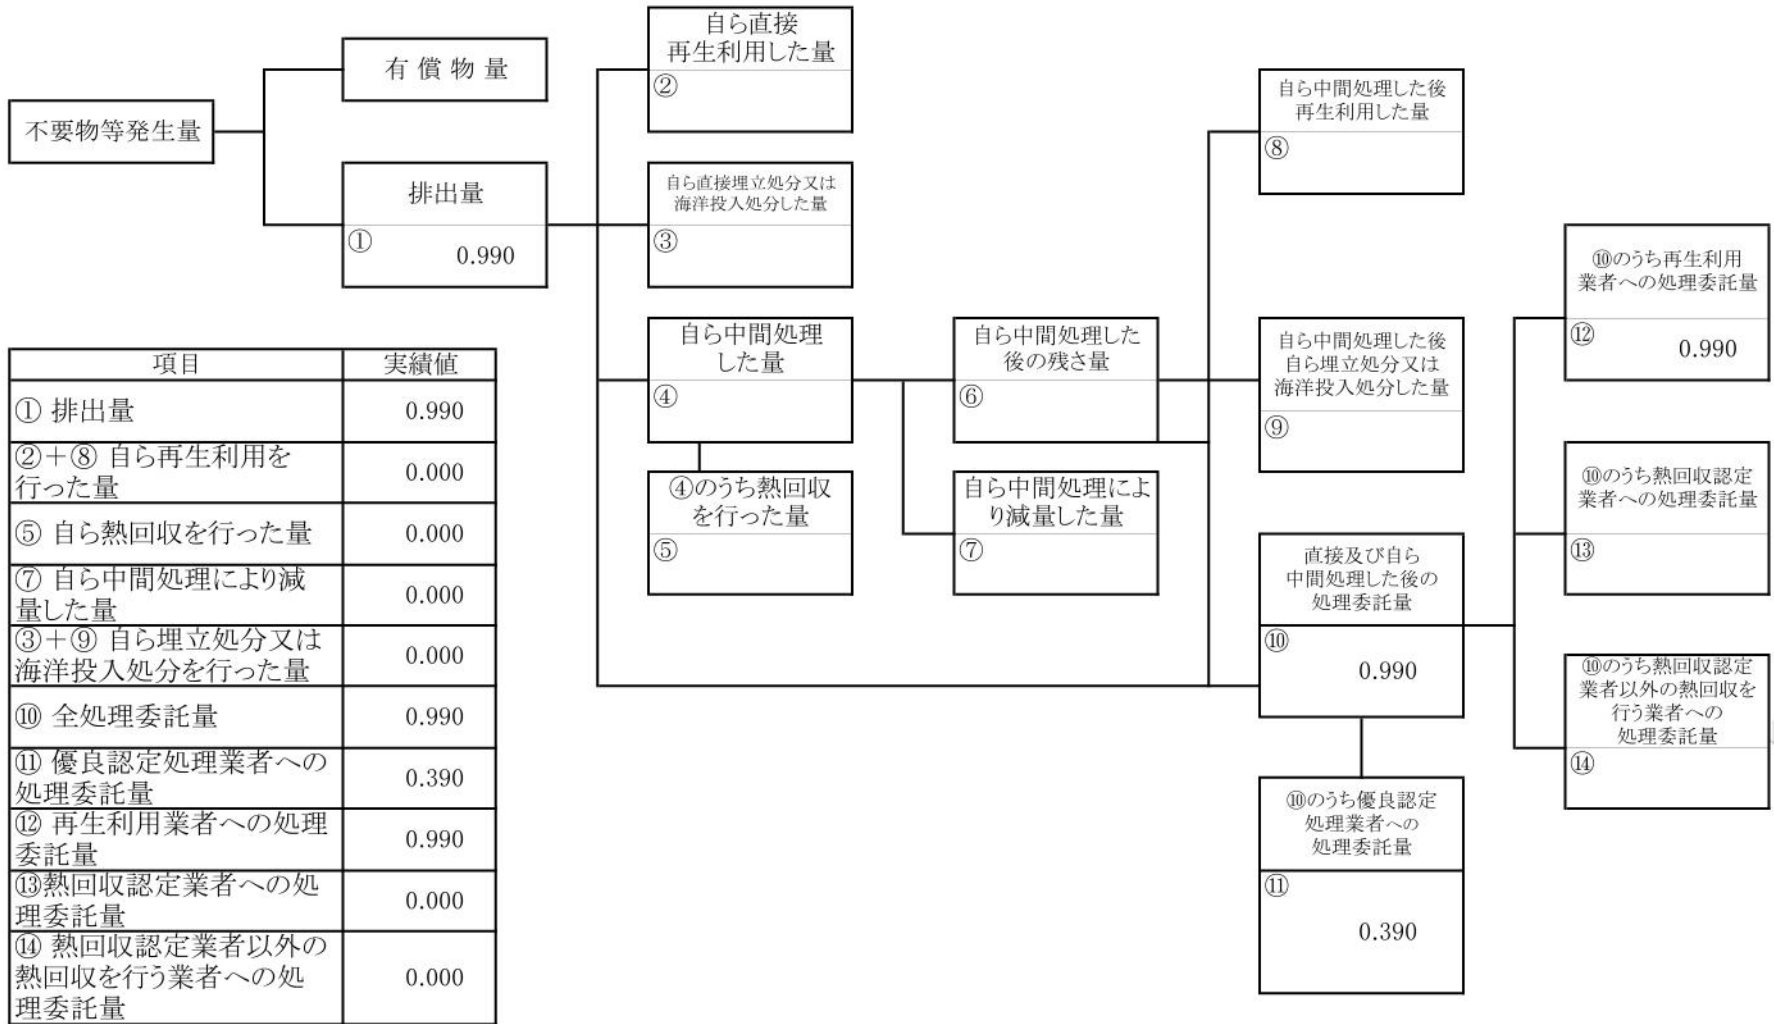 自ら直接
再生利用した量
②
有償物量
不要物等発生量
自ら中間処理した後
再生利用した量
⑧
排出量
①
0.990
自ら直接埋立処分又は
海洋投入処分した量
③
⑩のうち再生利用
業者への処理委託量
⑫
0.990
自ら中間処理
した量
④
自ら中間処理した
後の残さ量
⑥
自ら中間処理した後
自ら埋立処分又は
海洋投入処分した量
⑨
④のうち熱回収
を行った量
⑤
自ら中間処理によ
り減量した量
⑦
⑩のうち熱回収認定
業者への処理委託量
⑬
直接及び自ら
中間処理した後の
処理委託量
⑩
0.990
⑩のうち熱回収認定
業者以外の熱回収を
行う業者への
処理委託量
⑭
⑩のうち優良認定
処理業者への
処理委託量
⑪
0.390
項目 実績値
① 排出量 0.990
②＋⑧ 自ら再生利用を
行った量 0.000
⑤ 自ら熱回収を行った量 0.000
⑦ 自ら中間処理により減
量した量 0.000
③＋⑨ 自ら埋立処分又は
海洋投入処分を行った量 0.000
⑩ 全処理委託量 0.990
⑪ 優良認定処理業者への
処理委託量 0.390
⑫ 再生利用業者への処理
委託量 0.990
⑬熱回収認定業者への処
理委託量 0.000
⑭ 熱回収認定業者以外の
熱回収を行う業者への処
理委託量 0.000